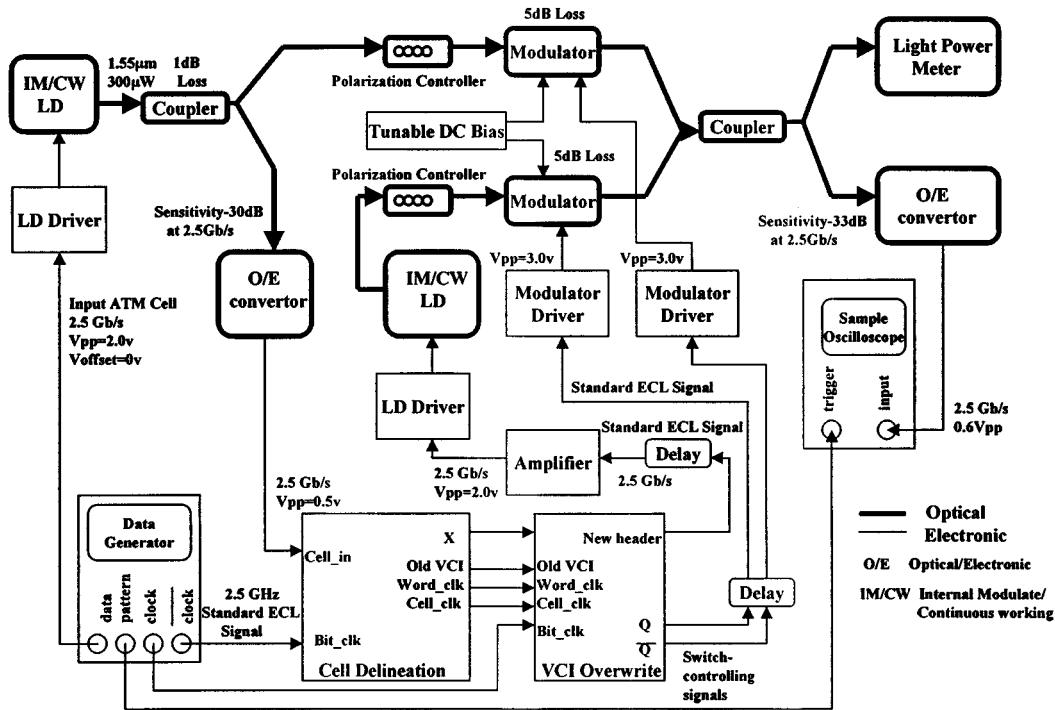 5dB Loss
1.55μm
300μW
1dB
Loss
IM/CW
LD
Coupler
Polarization Controller
Modulator
Light Power
Meter
Tunable DC Bias
Coupler
5dB Loss
Polarization Controller
Modulator
LD Driver
Sensitivity-30dB
at 2.5Gb/s
O/E
convertor
Sensitivity-33dB
at 2.5Gb/s
O/E
convertor
IM/CW
LD
Vpp=3.0v
Vpp=3.0v
Modulator
Driver
Modulator
Driver
Input ATM Cell
2.5 Gb/s
Vpp=2.0v
Voffset=0v
Sample
Oscilloscope
trigger
input
LD Driver
Standard ECL Signal
2.5 Gb/s
0.6Vpp
Standard ECL Signal
Amplifier
Delay
2.5 Gb/s
2.5 Gb/s
Vpp=2.0v
2.5 Gb/s
Vpp=0.5v
Data
Generator
data
pattern
clock
clock
2.5 GHz
Standard ECL
Signal
X
Cell_in
Old VCI
Word_clk
Cell_clk
Bit_clk
Cell Delineation
New header
Old VCI
Word_clk
Cell_clk
Bit_clk
Q
Q
VCI Overwrite
Delay
Switch-
controlling
signals
Optical
Electronic
O/E Optical/Electronic
IM/CW Internal Modulate/
Continuous working